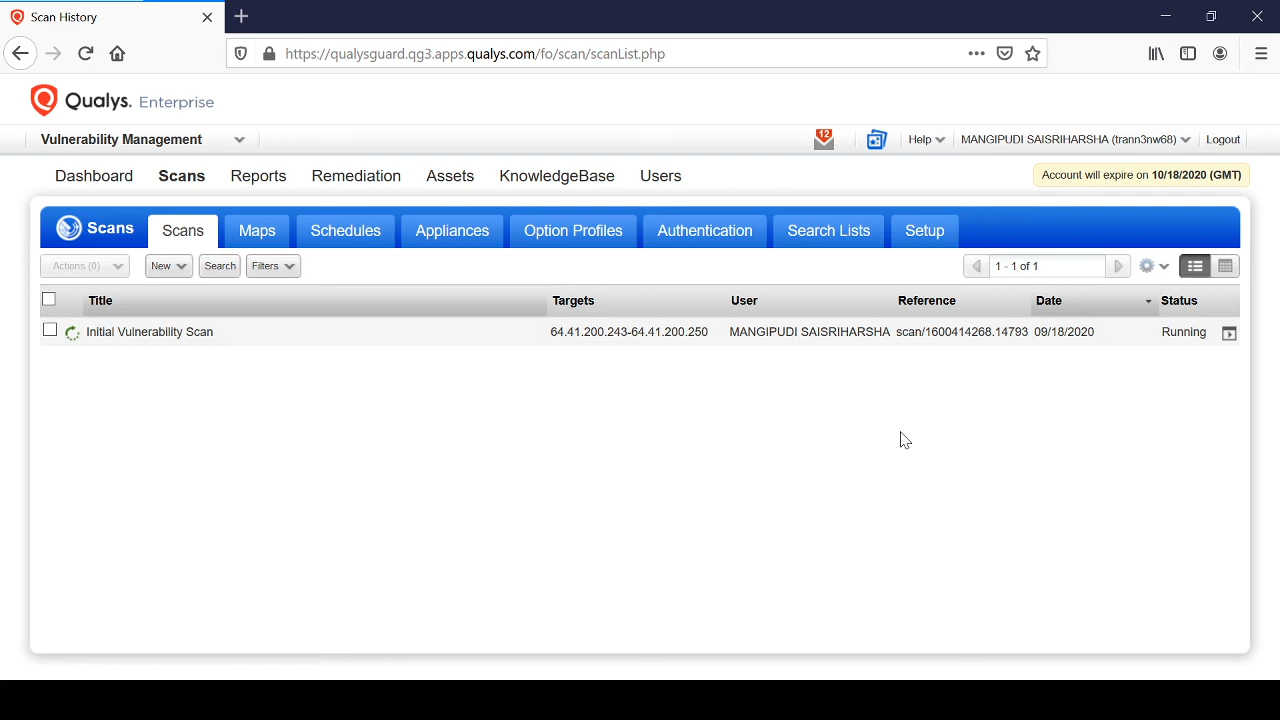 Scan History
https://qualysguard.qg3.apps.qualys.com/fo/scan/scanList.php
Qualys. Enterprise
Vulnerability Management
12
Help
MANGIPUDI SAISRIHARSHA (trann3nw68)
Logout
Dashboard Scans Reports Remediation Assets KnowledgeBase Users
Account will expire on 10/18/2020 (GMT)
Scans Scans Maps Schedules Appliances Option Profiles Authentication Search Lists Setup
Actions (0) New Search Filters 1 - 1 of 1
Title Targets User Reference Date Status
Initial Vulnerability Scan 64.41.200.243-64.41.200.250 MANGIPUDI SAISRIHARSHA scan/1600414268.14793 09/18/2020 Running